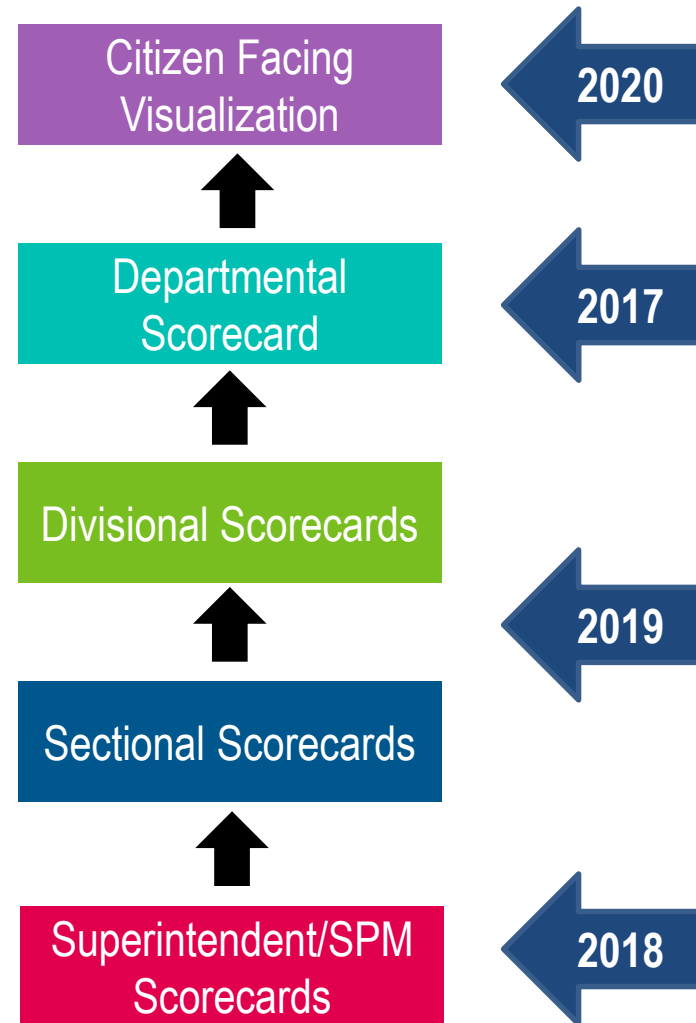 Citizen Facing
Visualization
2020
Departmental
Scorecard
2017
Divisional Scorecards
2019
Sectional Scorecards
Superintendent/SPM
Scorecards
2018